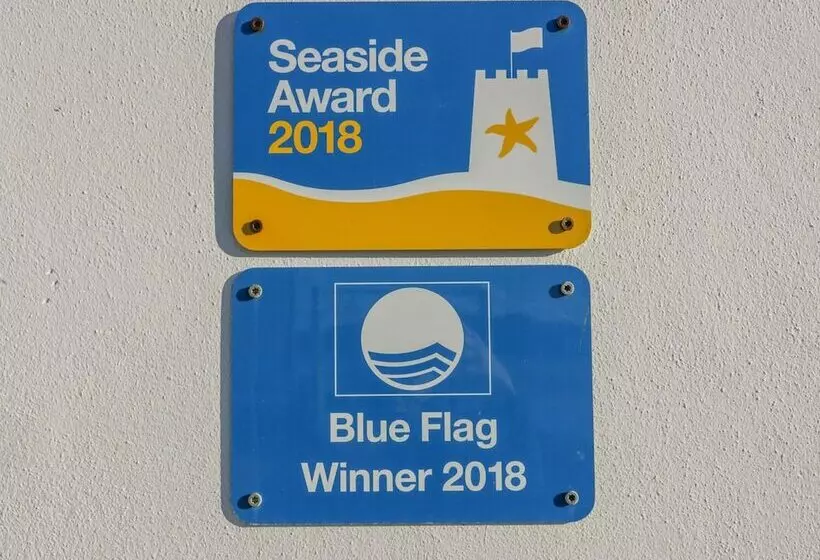 Seaside
Award
2018
Blue Flag
Winner 2018